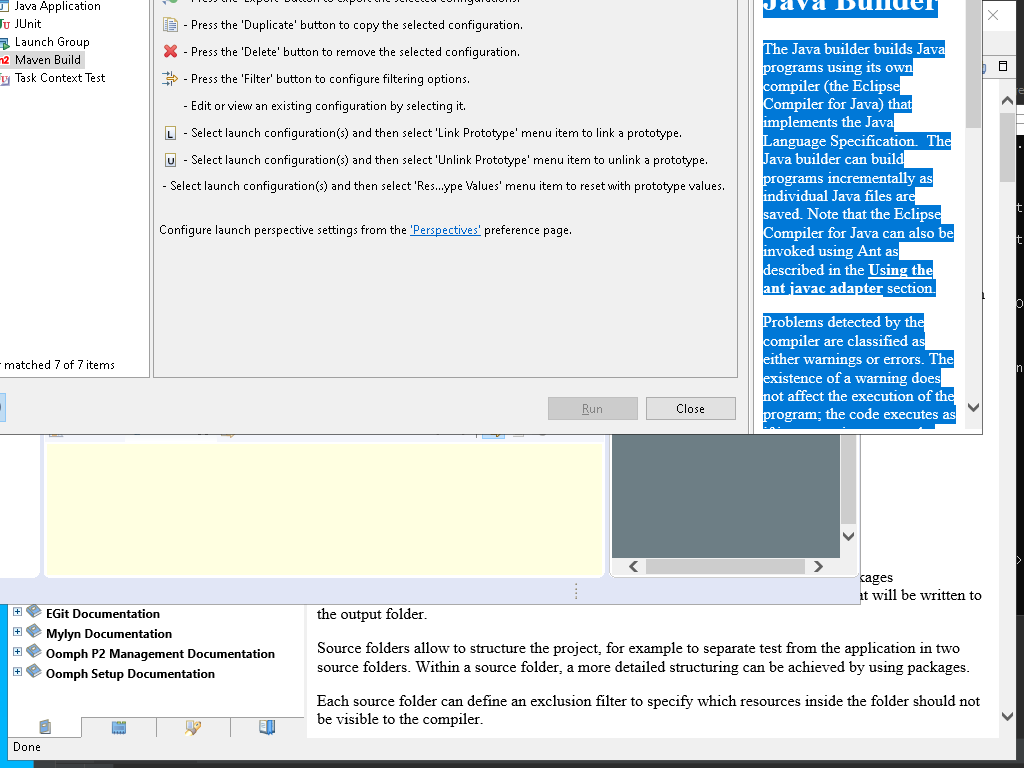 Java Application
JUnit
Launch Group
Maven Build
Task Context Test
matched 7 of 7 items
- Press the 'Export' button to export the selected configurations.
- Press the 'Duplicate' button to copy the selected configuration.
- Press the 'Delete' button to remove the selected configuration.
- Press the 'Filter' button to configure filtering options.
- Edit or view an existing configuration by selecting it.
- Select launch configuration(s) and then select 'Link Prototype' menu item to link a prototype.
- Select launch configuration(s) and then select 'Unlink Prototype' menu item to unlink a prototype.
- Select launch configuration(s) and then select 'Res...ype Values' menu item to reset with prototype values.
Configure launch perspective settings from the 'Perspectives' preference page.
Run
Close
Java Builder
The Java builder builds Java
programs using its own
compiler (the Eclipse
Compiler for Java) that
implements the Java
Language Specification. The
Java builder can build
programs incrementally as
individual Java files are
saved. Note that the Eclipse
Compiler for Java can also be
invoked using Ant as
described in the Using the
ant javac adapter section.
Problems detected by the
compiler are classified as
either warnings or errors. The
existence of a warning does
not affect the execution of the
program; the code executes as
EGit Documentation
Mylyn Documentation
Oomph P2 Management Documentation
Oomph Setup Documentation
Done
kages
at will be written to
the output folder.
Source folders allow to structure the project, for example to separate test from the application in two
source folders. Within a source folder, a more detailed structuring can be achieved by using packages.
Each source folder can define an exclusion filter to specify which resources inside the folder should not
be visible to the compiler.